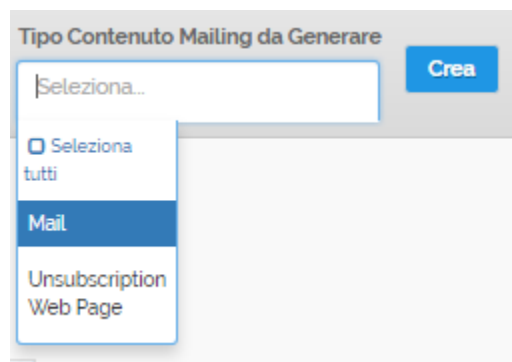 Tipo Contenuto Mailing da Generare
Seleziona...
Crea
Seleziona
tutti
Mail
Unsubscription
Web Page